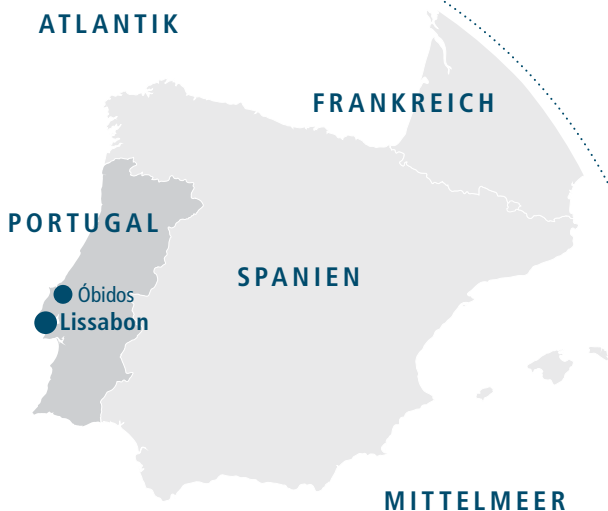 ATLANTIK
FRANKREICH
PORTUGAL
SPANIEN
Óbidos
Lissabon
MITTELMEER